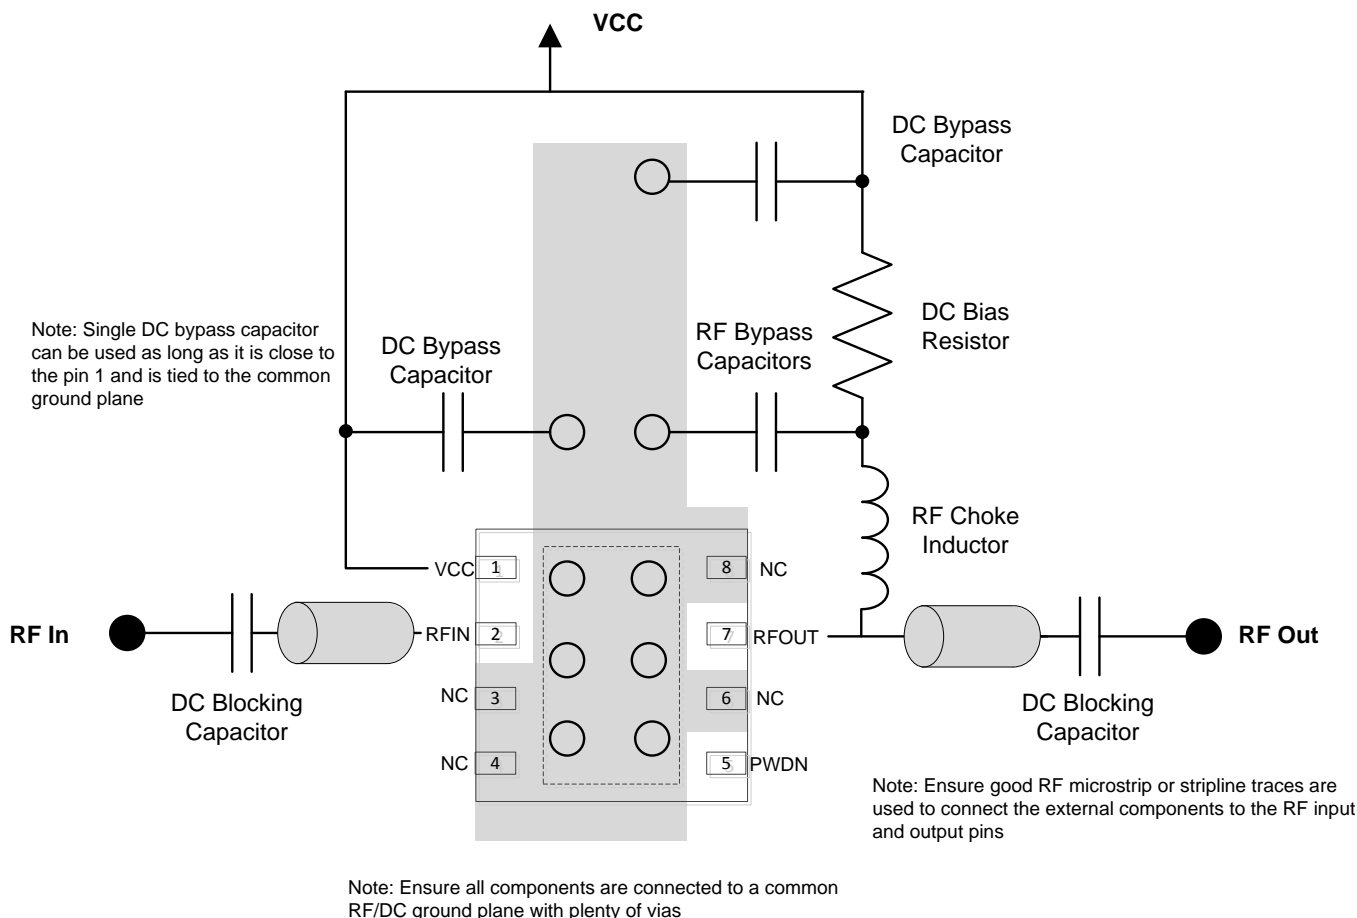 VCC
DC Bypass
Capacitor
DC Bias
Resistor
Note: Single DC bypass capacitor
can be used as long as it is close to
the pin 1 and is tied to the common
ground plane
DC Bypass
Capacitor
RF Bypass
Capacitors
RF Choke
Inductor
VCC
1
8
NC
RF In
RFIN
2
7
RFOUT
RF Out
NC
3
6
NC
DC Blocking
Capacitor
DC Blocking
Capacitor
NC
4
5
PWDN
Note: Ensure good RF microstrip or stripline traces are
used to connect the external components to the RF input
and output pins
Note: Ensure all components are connected to a common
RF/DC ground plane with plenty of vias